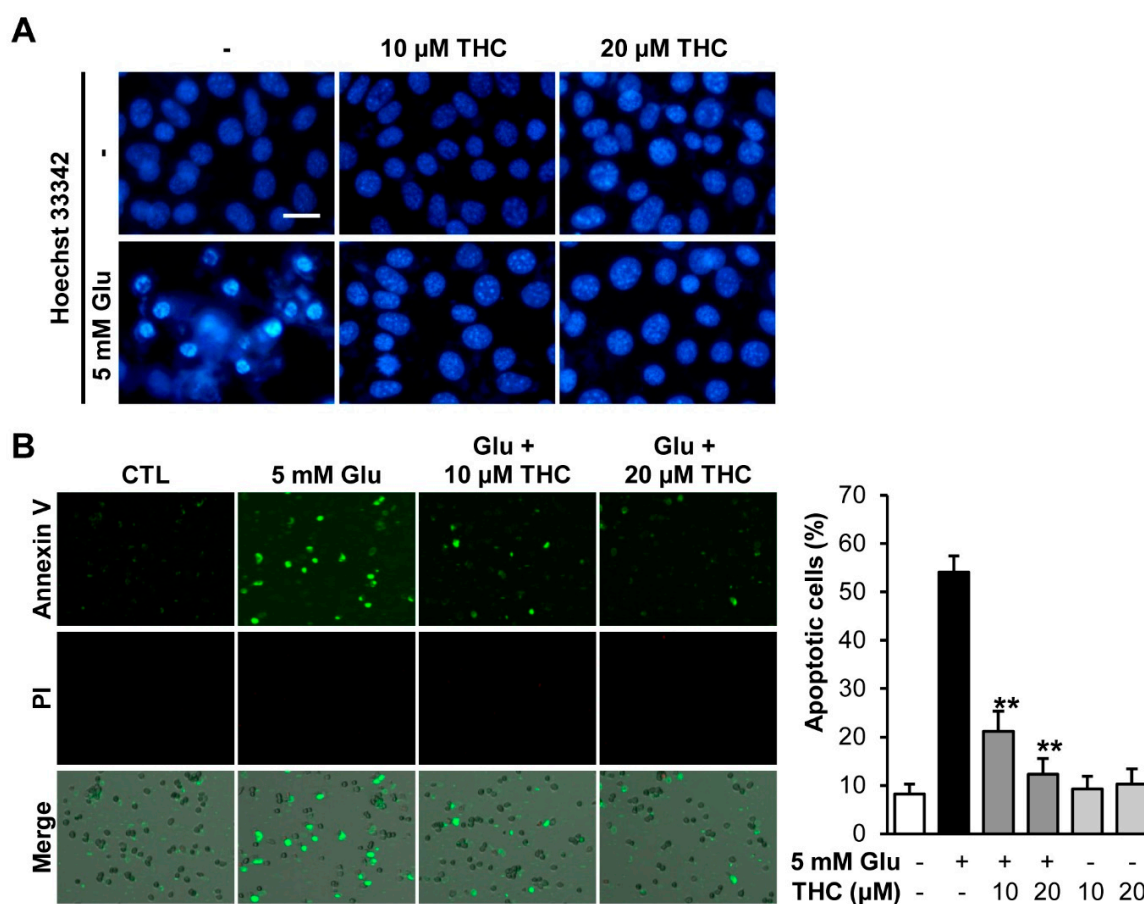 A
- 10 µM THC 20 µM THC
Hoechst 33342
-
5 mM Glu
B
CTL 5 mM Glu Glu + 10 µM THC Glu + 20 µM THC
Annexin V
PI
Merge
Apoptotic cells (%)
70
60
50
40
30
20
10
0
**
**
5 mM Glu - + + + - -
THC (µM) - - 10 20 10 20